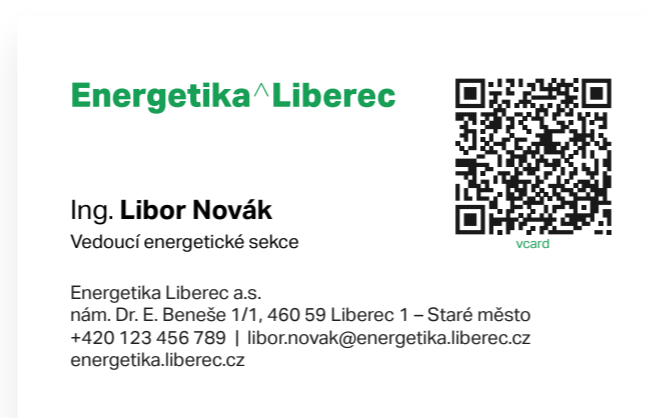 Energetika^Liberec
vcard
Ing. Libor Novák
Vedoucí energetické sekce
Energetika Liberec a.s.
nám. Dr. E. Beneše 1/1, 460 59 Liberec 1 – Staré město
+420 123 456 789 | libor.novak@energetika.liberec.cz
energetika.liberec.cz